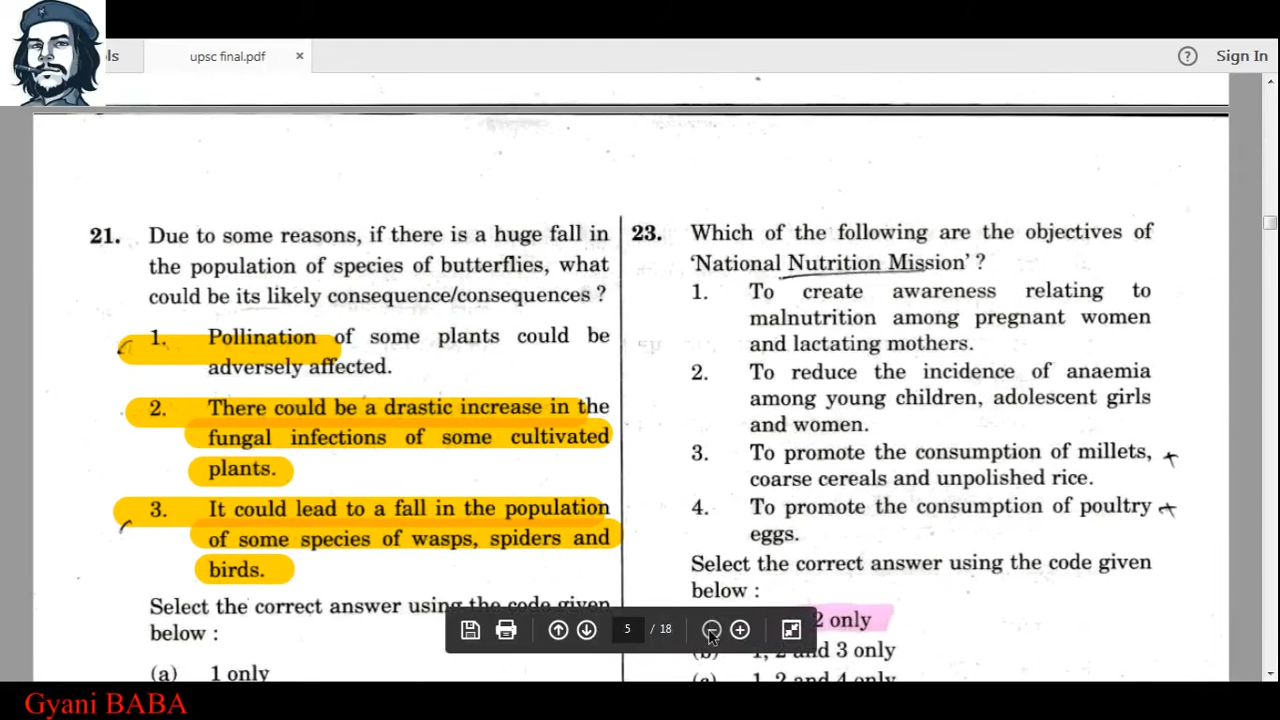 ls
upsc final.pdf
×
?
Sign In
21. Due to some reasons, if there is a huge fall in
the population of species of butterflies, what
could be its likely consequence/consequences ?
1. Pollination of some plants could be
adversely affected.
2. There could be a drastic increase in the
fungal infections of some cultivated
plants.
3. It could lead to a fall in the population
of some species of wasps, spiders and
birds.
Select the correct answer using the code given
below :
(a) 1 only
23. Which of the following are the objectives of
‘National Nutrition Mission’ ?
1. To create awareness relating to
malnutrition among pregnant women
and lactating mothers.
2. To reduce the incidence of anaemia
among young children, adolescent girls
and women.
3. To promote the consumption of millets,
coarse cereals and unpolished rice.
4. To promote the consumption of poultry
eggs.
Select the correct answer using the code given
below :
2 only
(b) 1, 2 and 3 only
(c) 1, 2 and 4 only
5 / 18
Gyani BABA